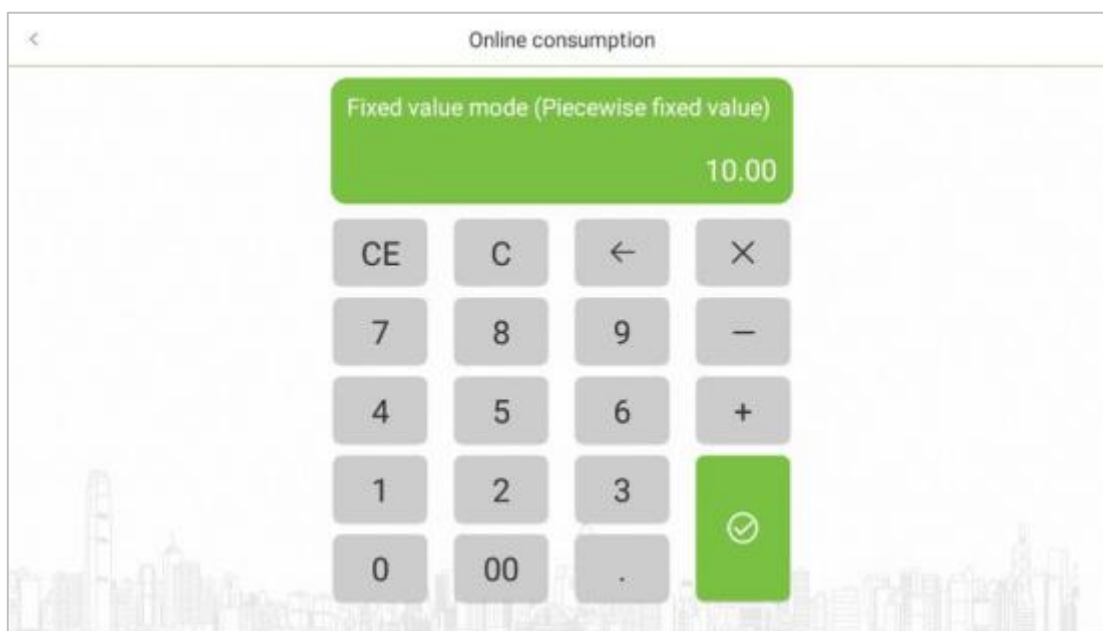 Online consumption
Fixed value mode (Piecewise fixed value)
10.00
CE C ← ×
7 8 9 −
4 5 6 +
1 2 3
0 00 .